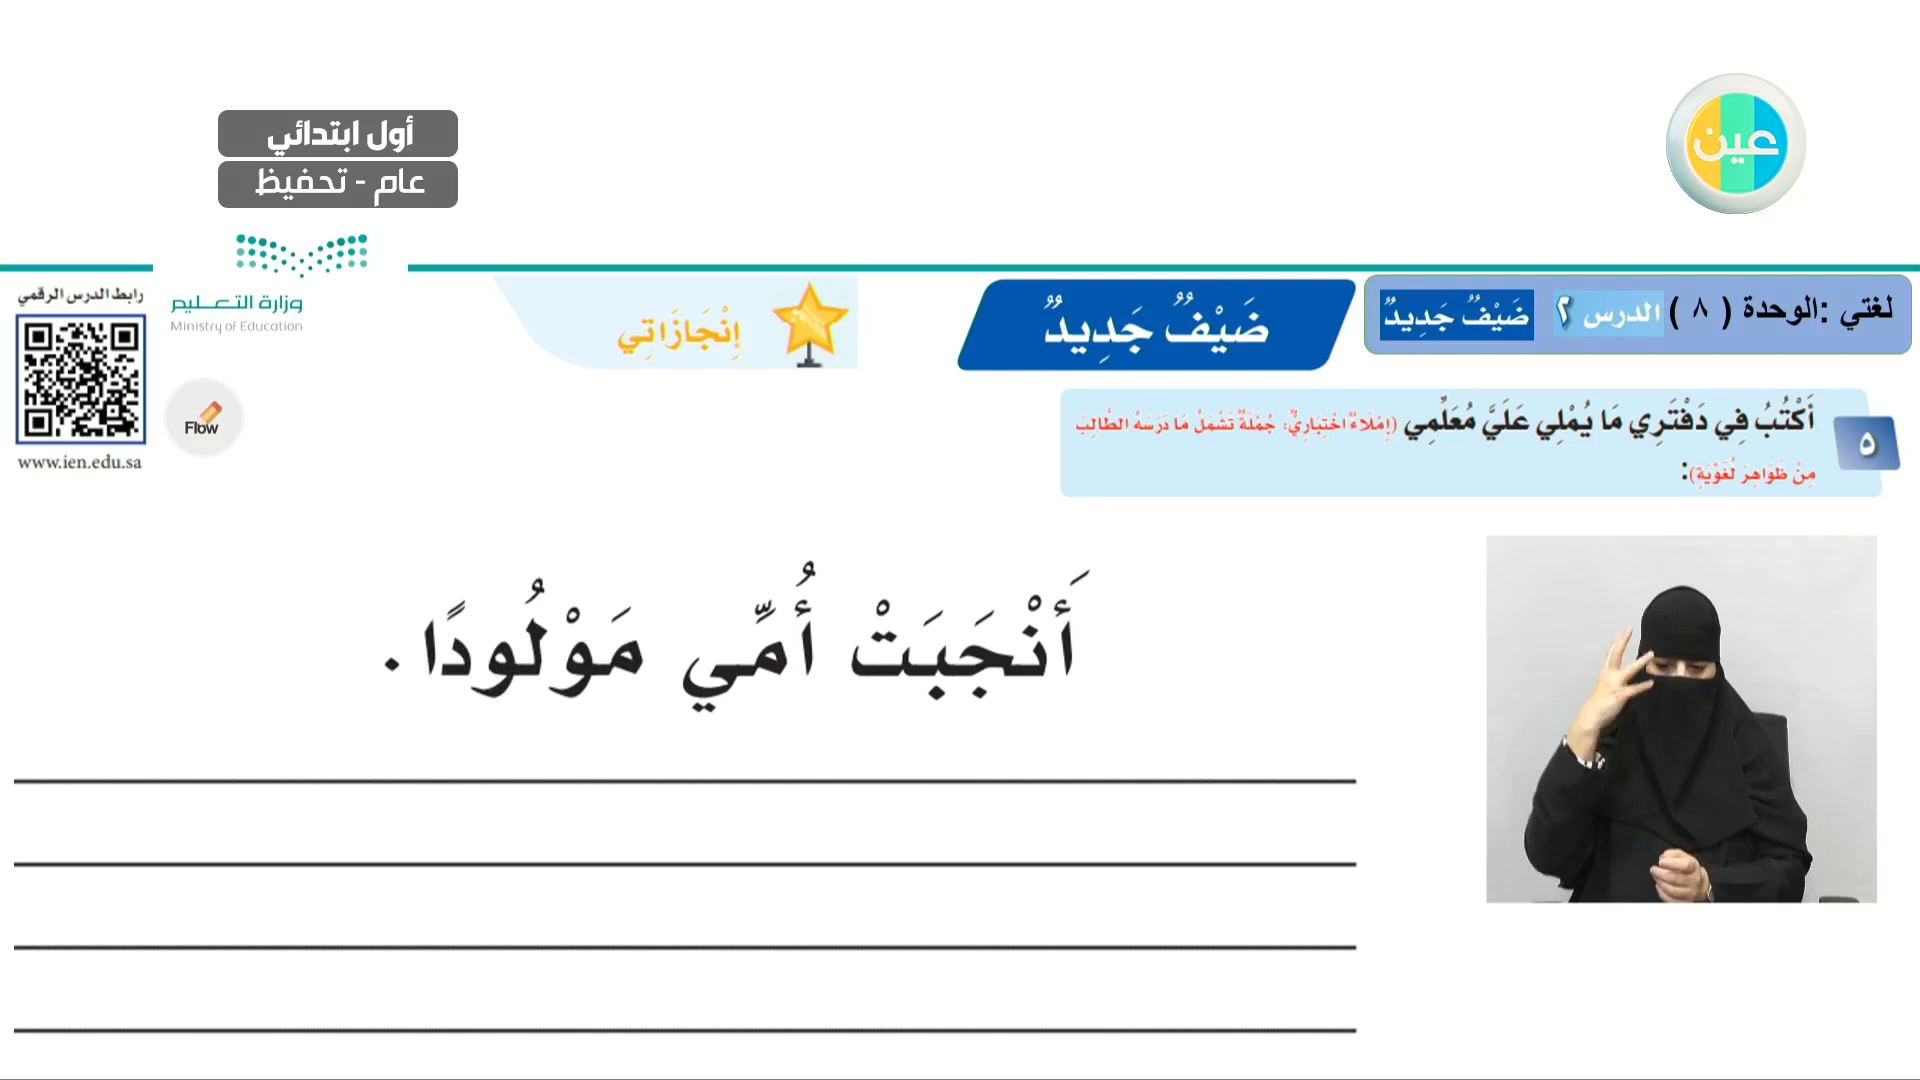 أول ابتدائي
عام - تحفيظ
عين
وزارة التعليم
Ministry of Education
رابط الدرس الرقمي
www.ien.edu.sa
Flow
لغتي :الوحدة ( ٨ ) الدرس ٢ ضَيْفٌ جَدِيدٌ
ضَيْفٌ جَدِيدٌ
إِنْجَازَاتِي
٥
أَكْتُبُ فِي دَفْتَرِي مَا يُمْلِي عَلَيَّ مُعَلِّمِي (إِمْلَاءٌ اخْتِبَارِيٌّ: جُمْلَةٌ تَشْمَلُ مَا دَرَسَهُ الطَّالِبُ
مِنْ ظَوَاهِرَ لُغَوِيَّةٍ):
أَنْجَبَتْ أُمِّي مَوْلُودًا .